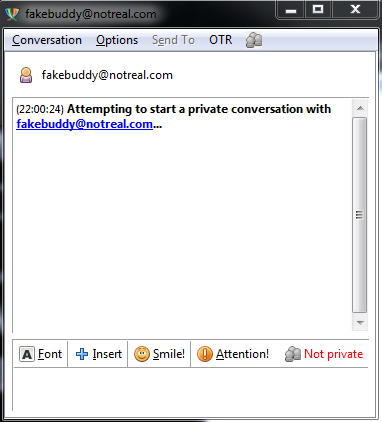 fakebuddy@notreal.com
Conversation Options Send To OTR
fakebuddy@notreal.com
(22:00:24) Attempting to start a private conversation with
fakebuddy@notreal.com...
Font Insert Smile! Attention! Not private